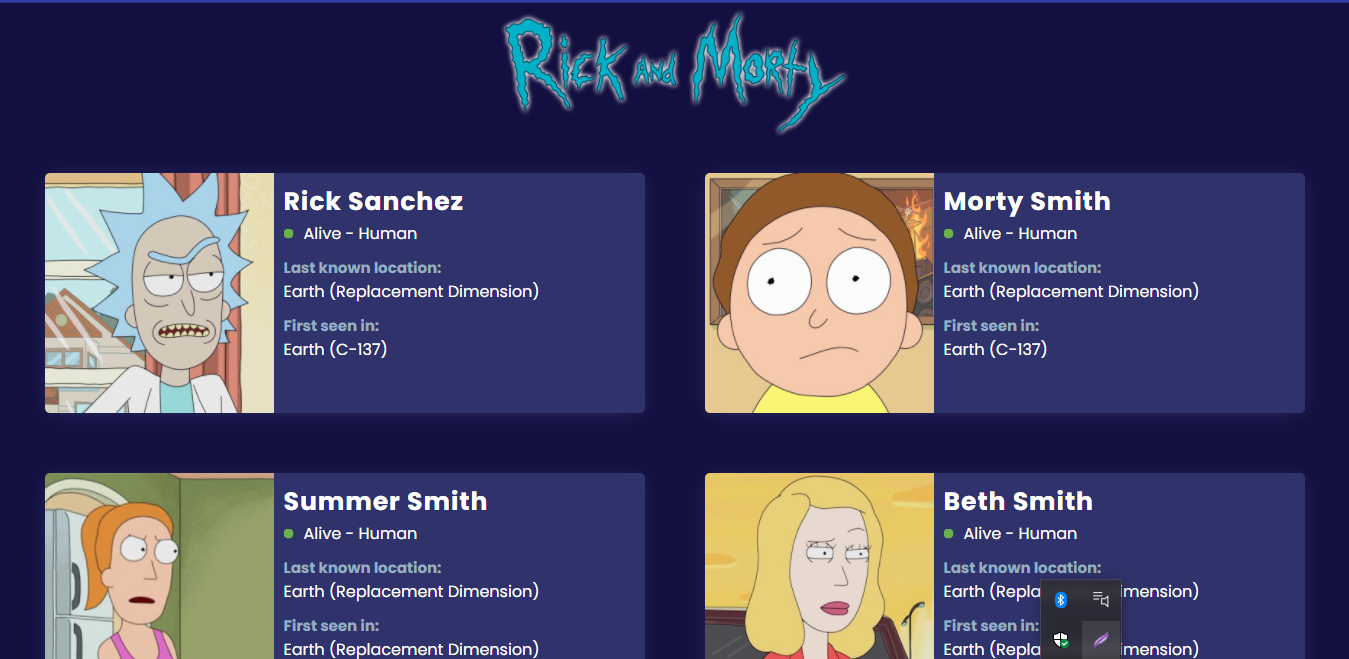 Rick and Morty
Rick Sanchez
Alive - Human
Last known location:
Earth (Replacement Dimension)
First seen in:
Earth (C-137)
Morty Smith
Alive - Human
Last known location:
Earth (Replacement Dimension)
First seen in:
Earth (C-137)
Summer Smith
Alive - Human
Last known location:
Earth (Replacement Dimension)
First seen in:
Earth (Replacement Dimension)
Beth Smith
Alive - Human
Last known location:
Earth (Repla mension)
First seen in:
Earth (Repla imension)